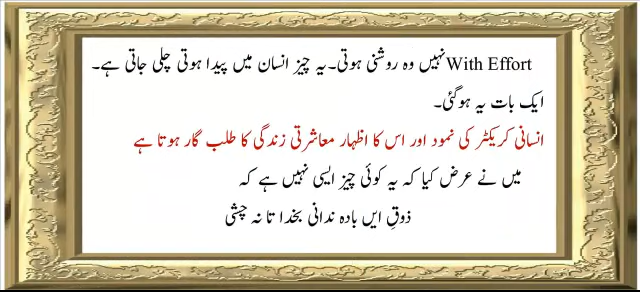 With Effort نہیں وہ روشنی ہوتی۔ یہ چیز انسان میں پیدا ہوتی چلی جاتی ہے۔
ایک بات یہ ہوگئی۔
انسانی کریکٹر کی نمود اور اس کا اظہار معاشرتی زندگی کا طلب گار ہوتا ہے
میں نے عرض کیا کہ یہ کوئی چیز ایسی نہیں ہے کہ
ذوقِ ایں بادہ ندانی بخدا تا نہ چشی